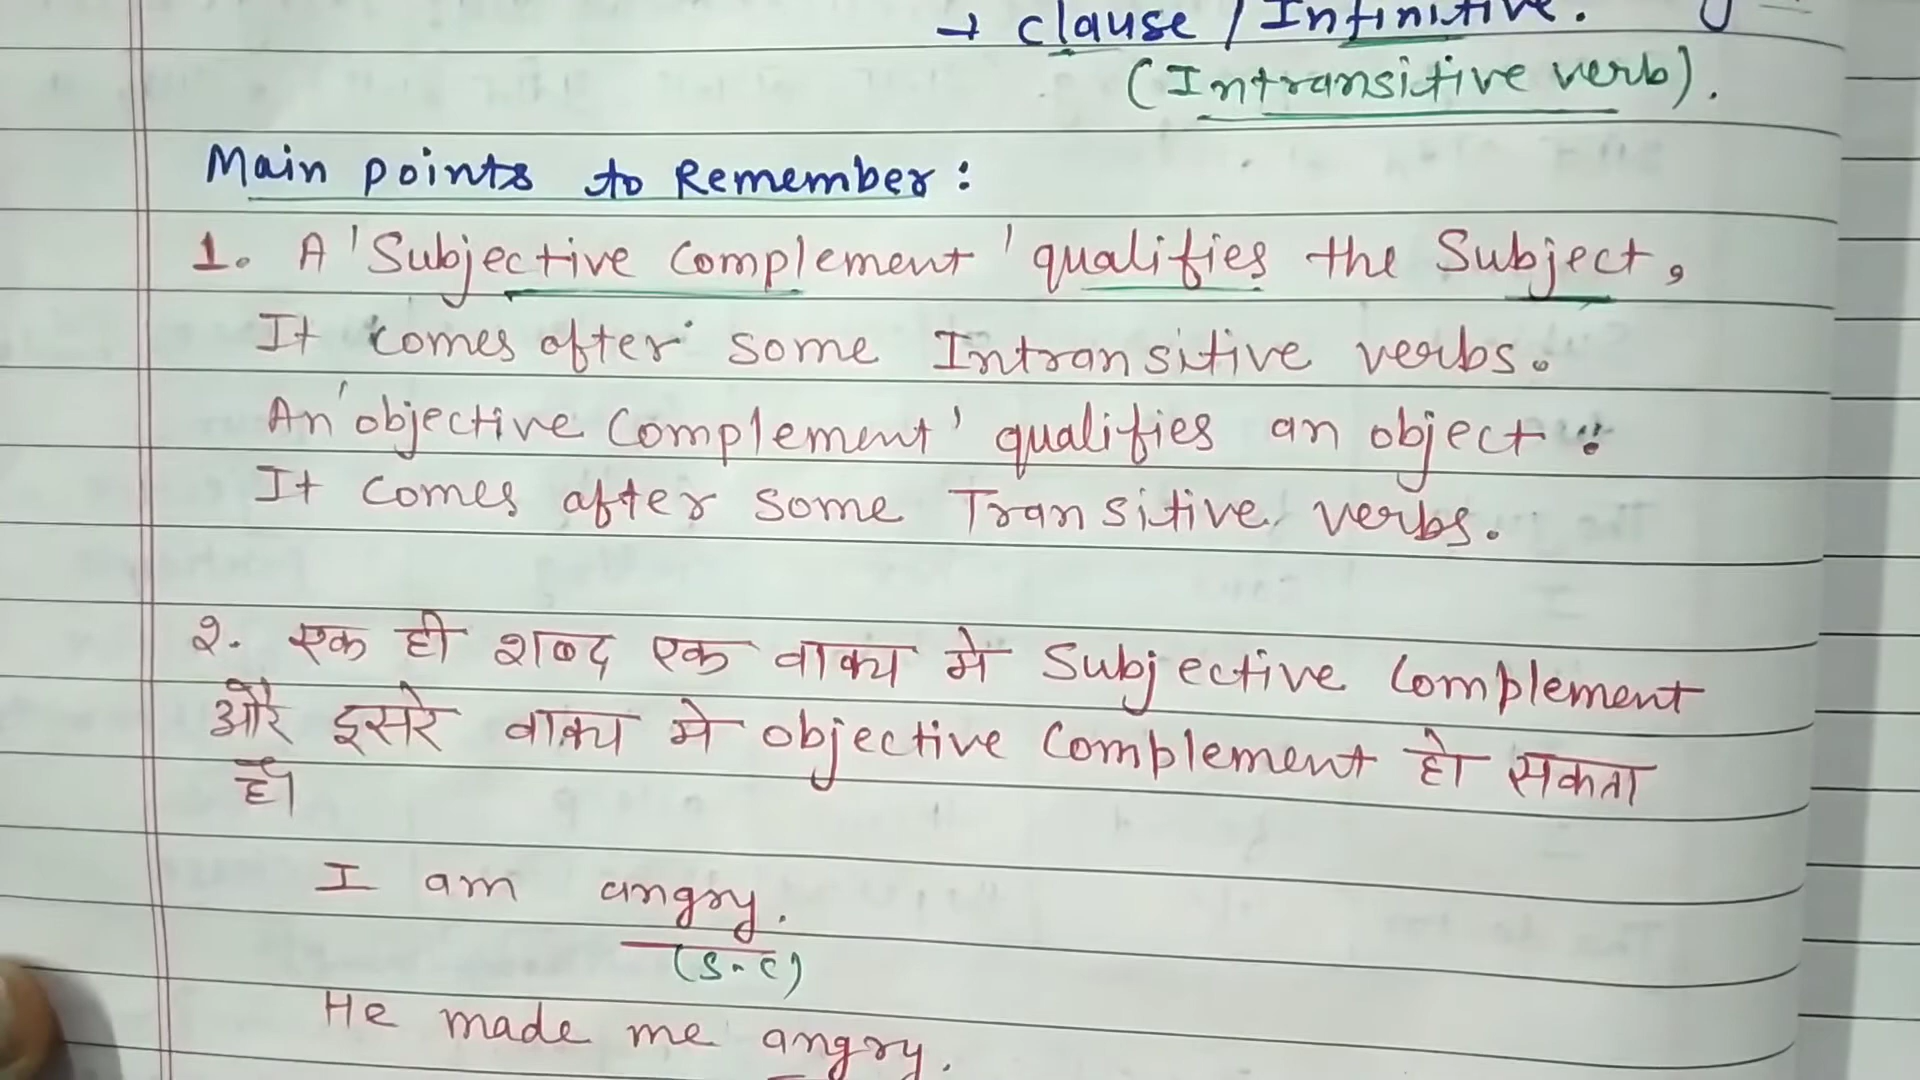 → clause / Infinitive.
(Intransitive verb).
Main points to Remember:
1. A 'Subjective Complement' qualifies the Subject,
It comes after some Intransitive verbs.
An 'objective Complement' qualifies an object.
It comes after some Transitive verbs.
२. एक ही शब्द एक वाक्य मे Subjective Complement
और दुसरे वाक्य मे objective Complement हो सकता
है।
I am angry.
(S.C)
He made me angry.